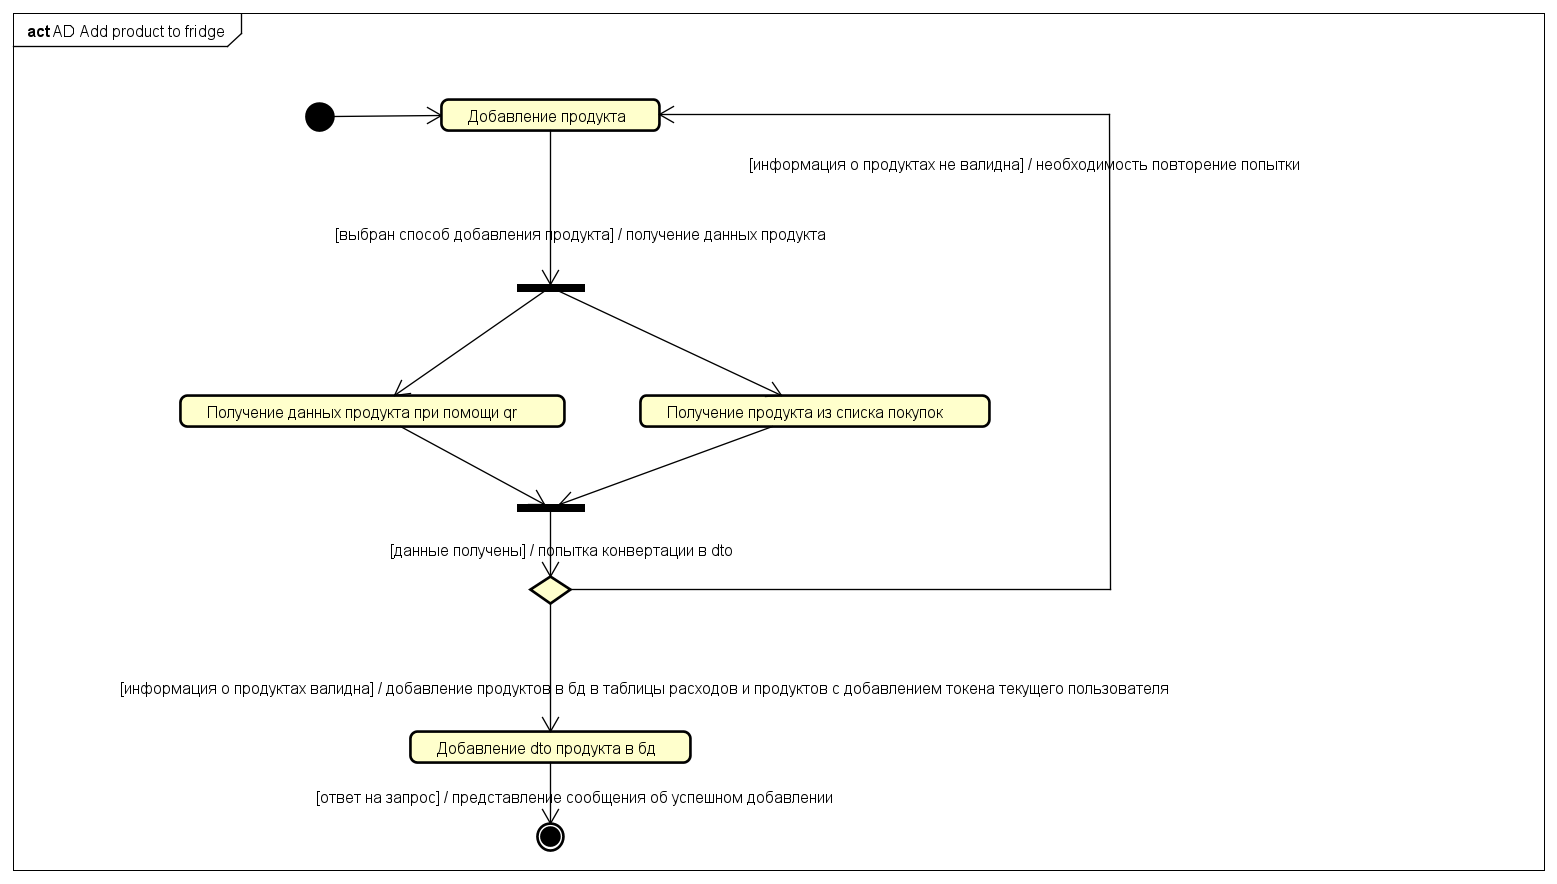 act AD Add product to fridge
Добавление продукта
[информация о продуктах не валидна] / необходимость повторение попытки
[выбран способ добавления продукта] / получение данных продукта
Получение данных продукта при помощи qr
Получение продукта из списка покупок
[данные получены] / попытка конвертации в dto
[информация о продуктах валидна] / добавление продуктов в бд в таблицы расходов и продуктов с добавлением токена текущего пользователя
Добавление dto продукта в бд
[ответ на запрос] / представление сообщения об успешном добавлении